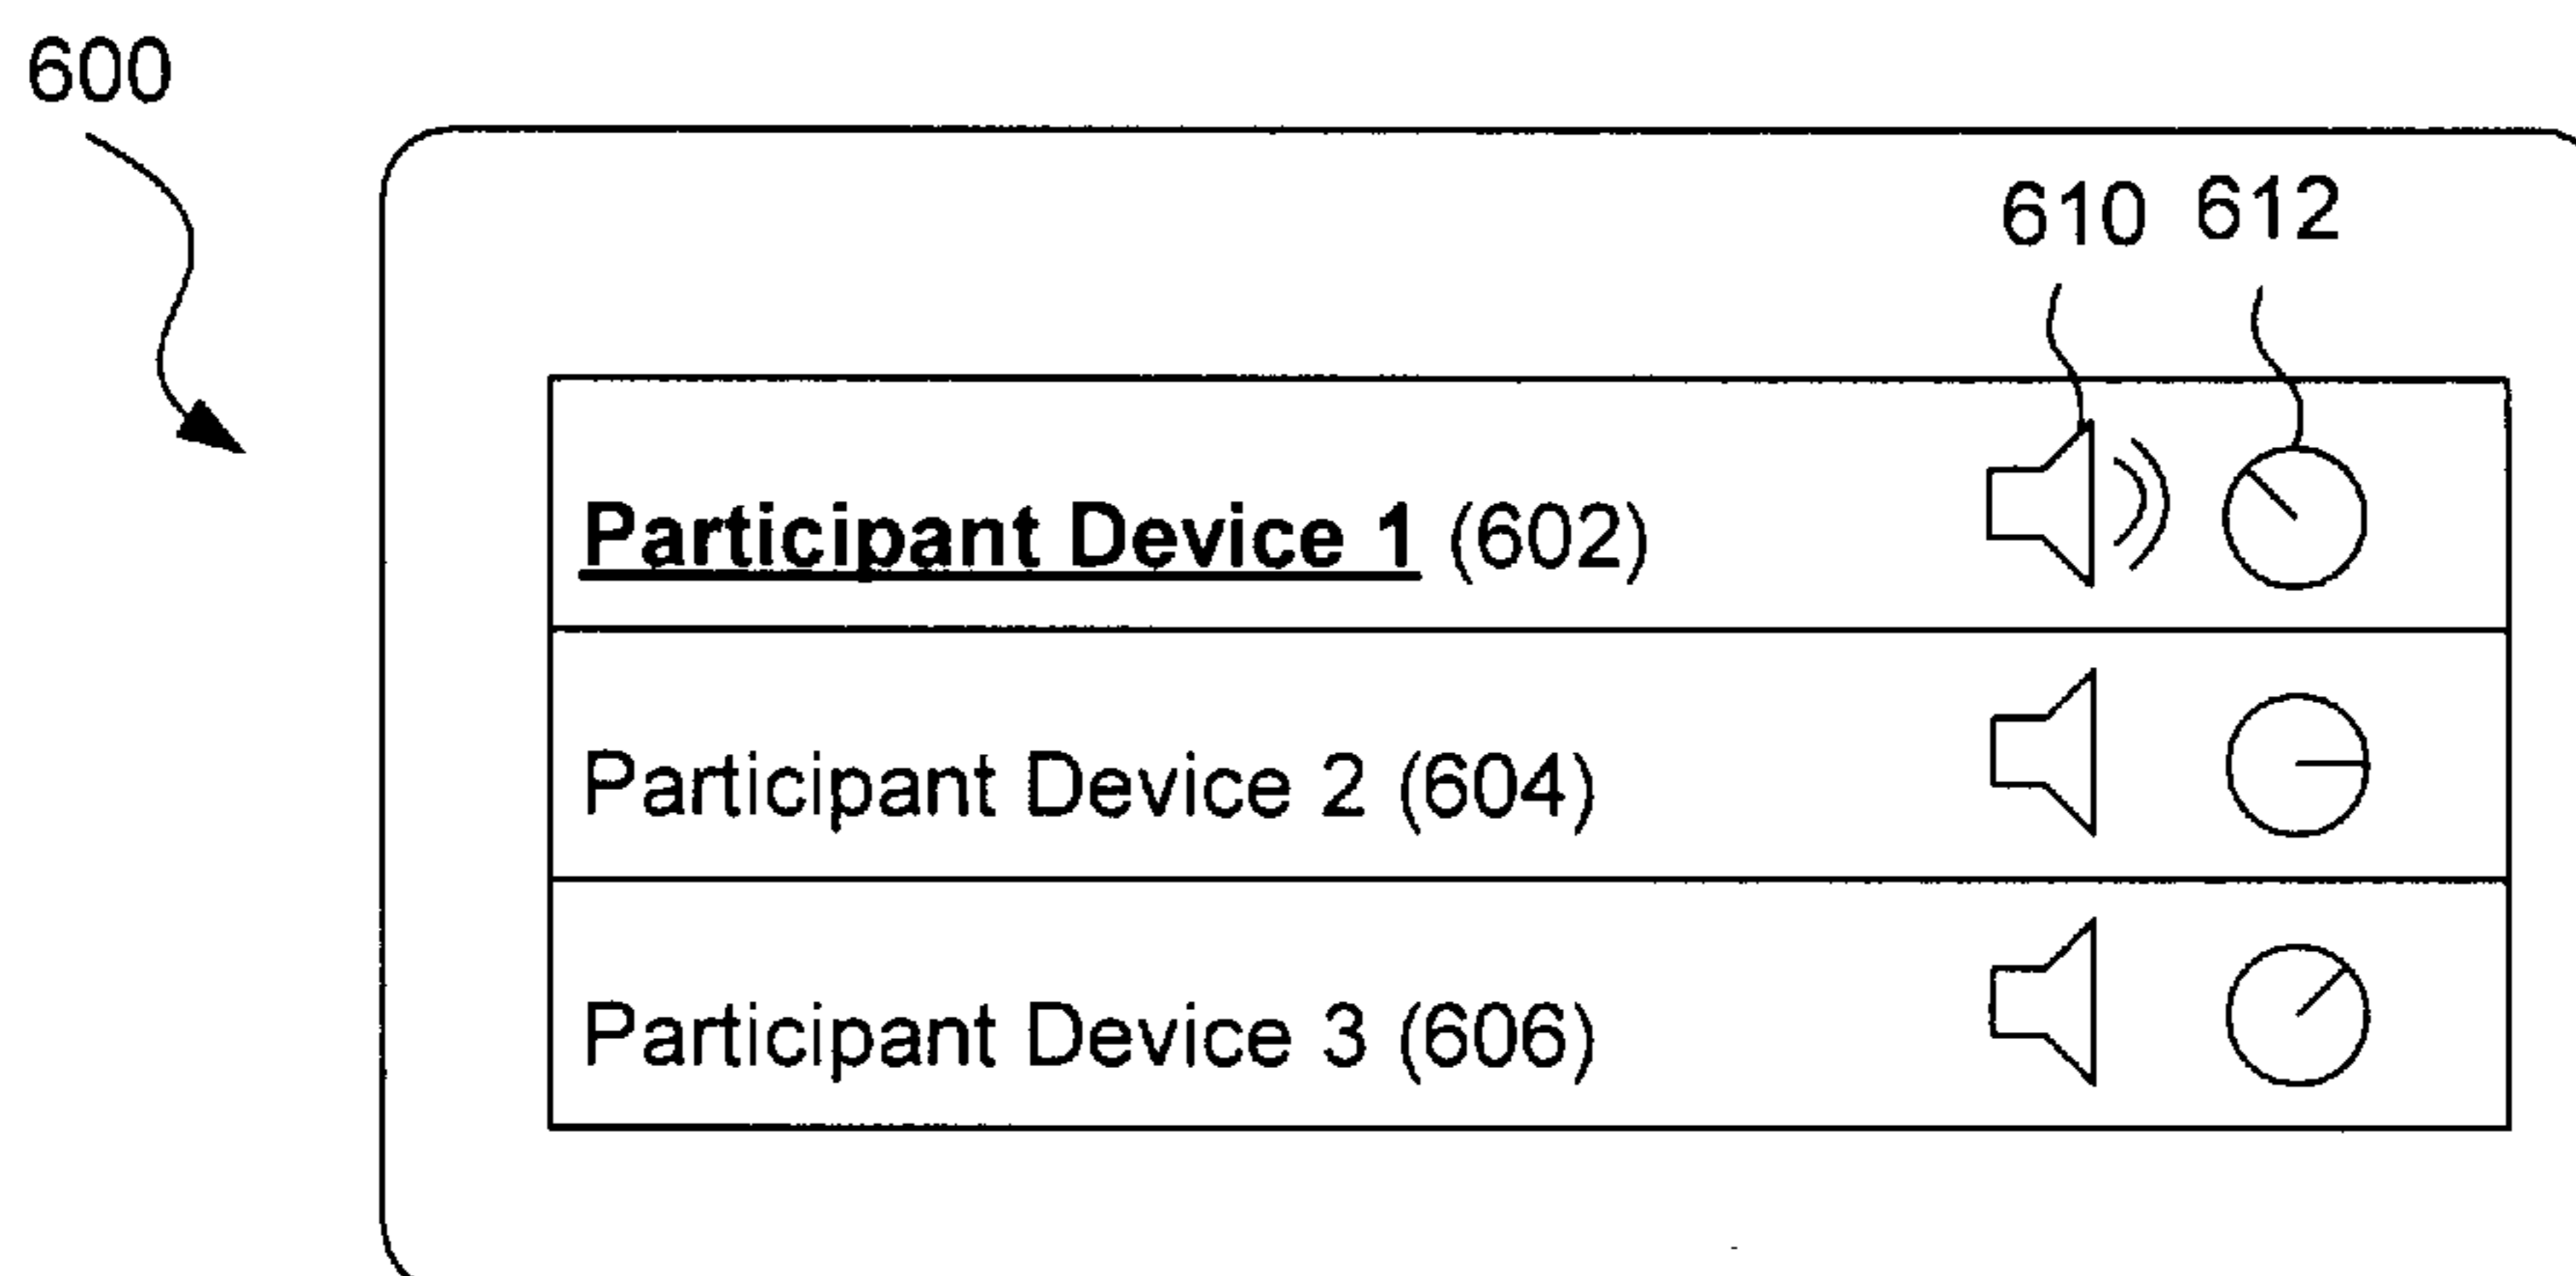 600
610 612
Participant Device 1 (602)
Participant Device 2 (604)
Participant Device 3 (606)